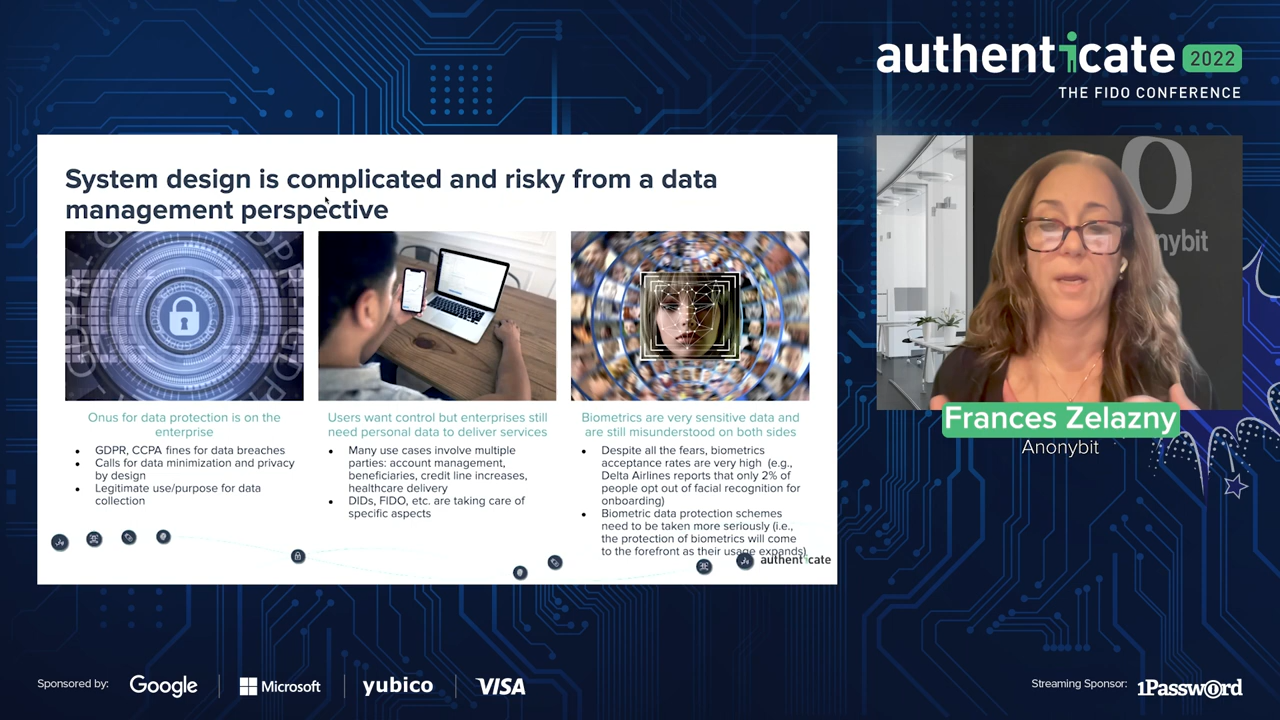 authenticate 2022
THE FIDO CONFERENCE
System design is complicated and risky from a data
management perspective
GDPR
Onus for data protection is on the
enterprise
• GDPR, CCPA fines for data breaches
• Calls for data minimization and privacy
by design
• Legitimate use/purpose for data
collection
Users want control but enterprises still
need personal data to deliver services
• Many use cases involve multiple
parties: account management,
beneficiaries, credit line increases,
healthcare delivery
• DIDs, FIDO, etc. are taking care of
specific aspects
Biometrics are very sensitive data and
are still misunderstood on both sides
• Despite all the fears, biometrics
acceptance rates are very high (e.g.,
Delta Airlines reports that only 2% of
people opt out of facial recognition for
onboarding)
• Biometric data protection schemes
need to be taken more seriously (i.e.,
the protection of biometrics will come
to the forefront as their usage expands)
authenticate
nybit
Frances Zelazny
Anonybit
Sponsored by: Google Microsoft yubico VISA
Streaming Sponsor: 1Password